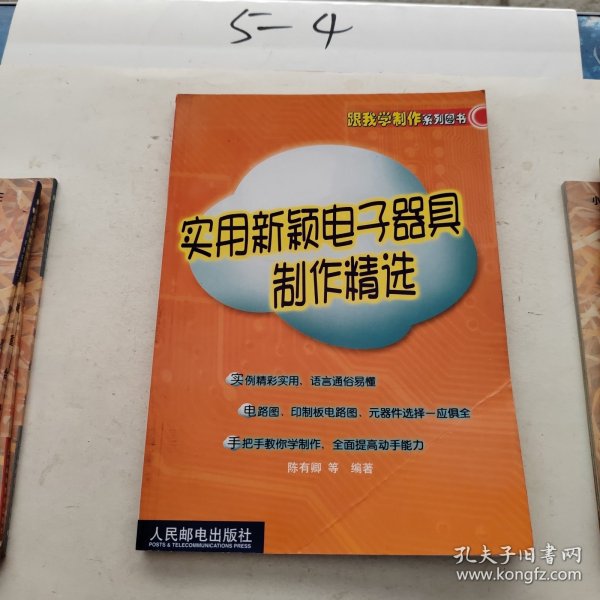 5-4
跟我学制作系列图书
实用新颖电子器具
制作精选
实例精彩实用、语言通俗易懂
电路图、印制板电路图、元器件选择一应俱全
手把手教你学制作、全面提高动手能力
陈有卿 等 编著
人民邮电出版社
POSTS & TELECOMMUNICATIONS PRESS
孔夫子旧书网
www.kongfz.com